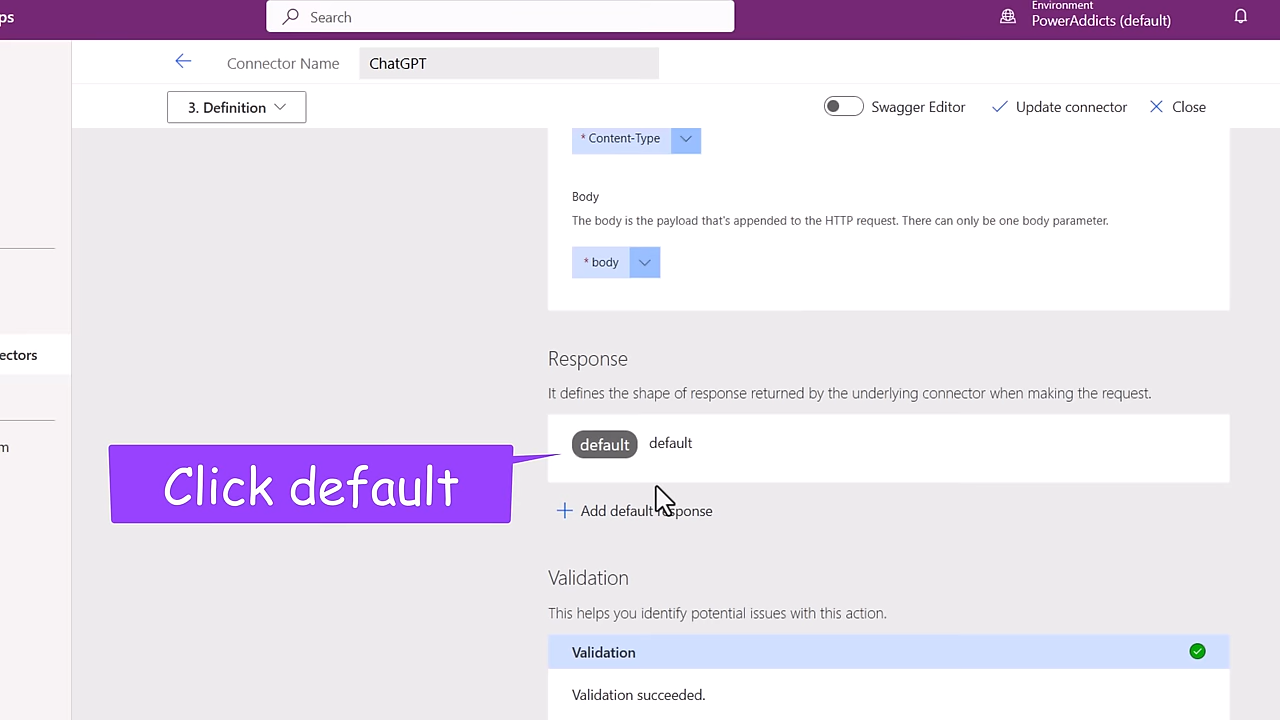 ps
Search
Environment
PowerAddicts (default)
Connector Name
ChatGPT
3. Definition
Swagger Editor
Update connector
Close
* Content-Type
Body
The body is the payload that's appended to the HTTP request. There can only be one body parameter.
* body
Response
ectors
It defines the shape of response returned by the underlying connector when making the request.
default default
m
Click default
Add default response
Validation
This helps you identify potential issues with this action.
Validation
Validation succeeded.